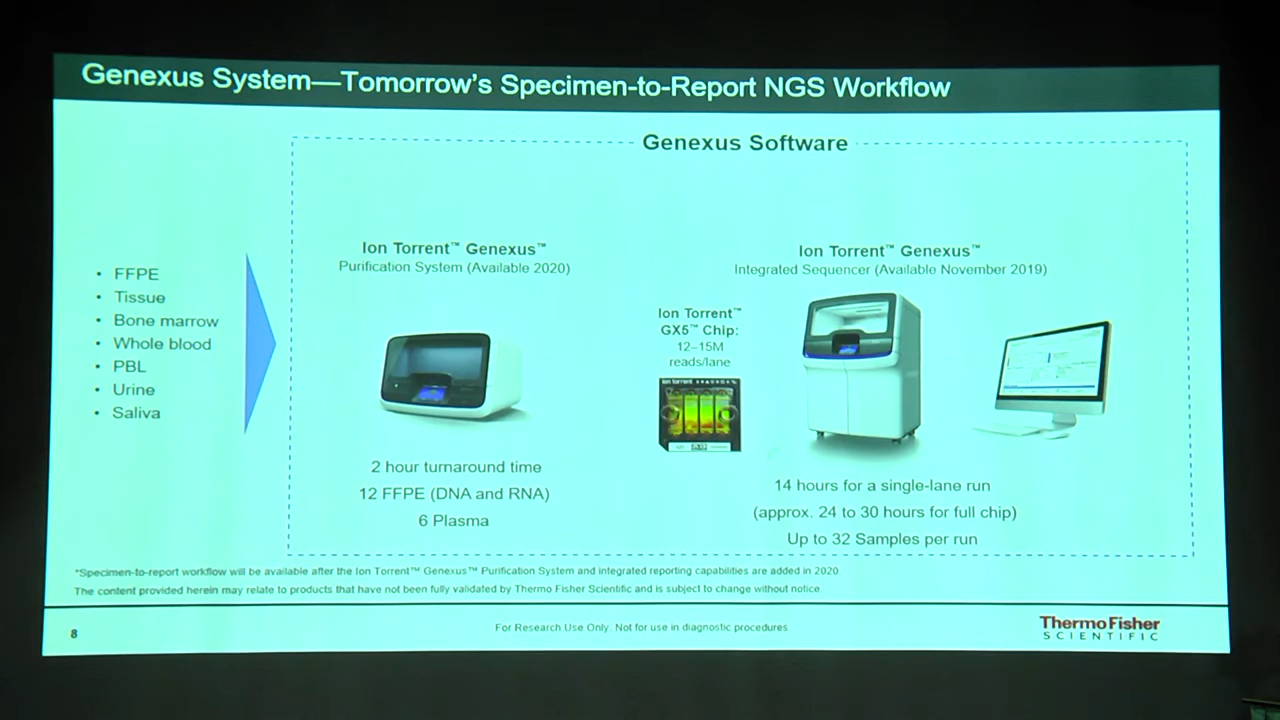 Genexus System—Tomorrow's Specimen-to-Report NGS Workflow
Genexus Software
• FFPE
• Tissue
• Bone marrow
• Whole blood
• PBL
• Urine
• Saliva
Ion Torrent™ Genexus™
Purification System (Available 2020)
2 hour turnaround time
12 FFPE (DNA and RNA)
6 Plasma
Ion Torrent™ Genexus™
Integrated Sequencer (Available November 2019)
Ion Torrent™
GX5™ Chip:
12–15M
reads/lane
ion torrent
14 hours for a single-lane run
(approx. 24 to 30 hours for full chip)
Up to 32 Samples per run
*Specimen-to-report workflow will be available after the Ion Torrent™ Genexus™ Purification System and integrated reporting capabilities are added in 2020
The content provided herein may relate to products that have not been fully validated by Thermo Fisher Scientific and is subject to change without notice.
8
For Research Use Only. Not for use in diagnostic procedures.
ThermoFisher
SCIENTIFIC